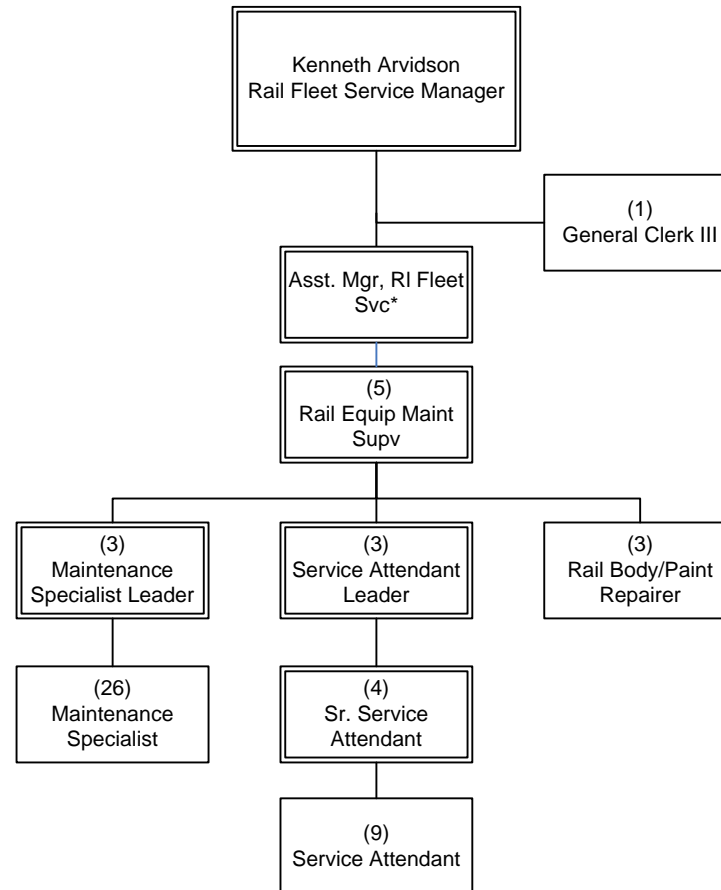 Kenneth Arvidson
Rail Fleet Service Manager
(1)
General Clerk III
Asst. Mgr, Rl Fleet
Svc*
(5)
Rail Equip Maint
Supv
(3)
Maintenance
Specialist Leader
(3)
Service Attendant
Leader
(3)
Rail Body/Paint
Repairer
(26)
Maintenance
Specialist
(4)
Sr. Service
Attendant
(9)
Service Attendant